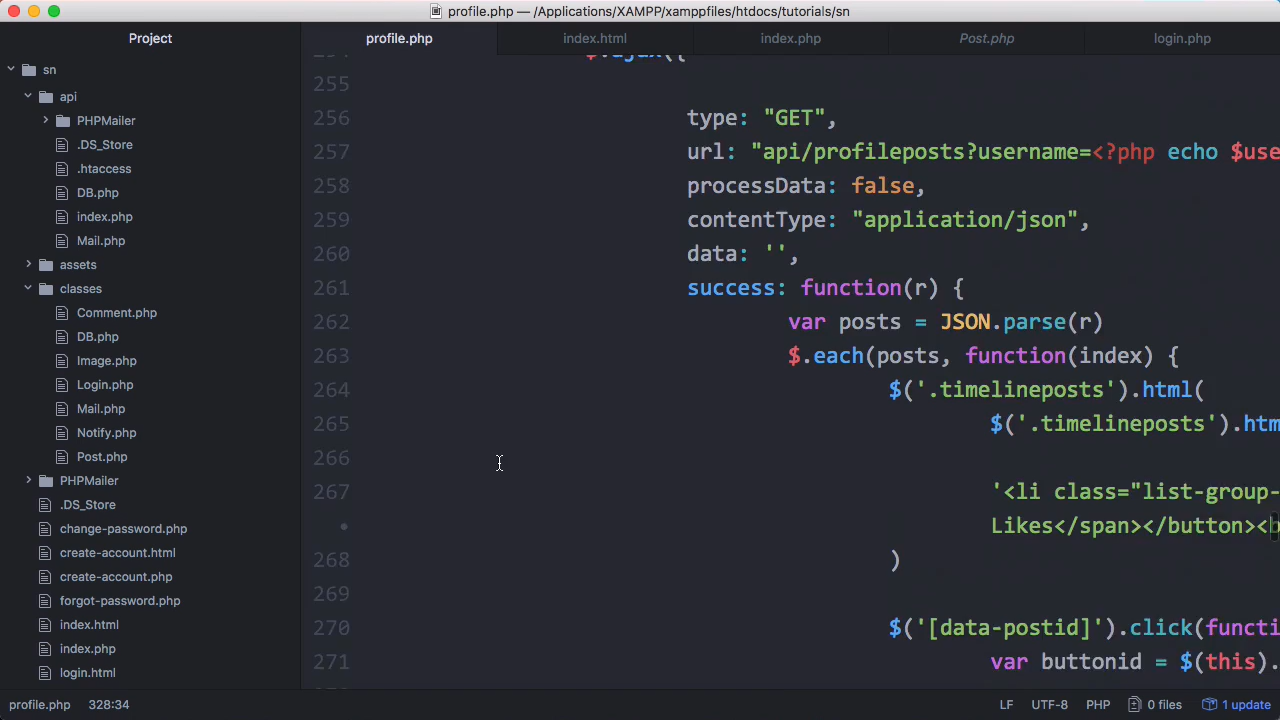 profile.php — /Applications/XAMPP/xamppfiles/htdocs/tutorials/sn
Project
profile.php
index.html
index.php
Post.php
login.php
sn
api
PHPMailer
.DS_Store
.htaccess
DB.php
index.php
Mail.php
assets
classes
Comment.php
DB.php
Image.php
Login.php
Mail.php
Notify.php
Post.php
PHPMailer
.DS_Store
change-password.php
create-account.html
create-account.php
forgot-password.php
index.html
index.php
login.html
254 $.ajax({
255
256 type: "GET",
257 url: "api/profileposts?username=<?php echo $use
258 processData: false,
259 contentType: "application/json",
260 data: '',
261 success: function(r) {
262 var posts = JSON.parse(r)
263 $.each(posts, function(index) {
264 $('.timelineposts').html(
265 $('.timelineposts').htm
266
267 '<li class="list-group-
• Likes</span></button><b
268 )
269
270 $('[data-postid]').click(functi
271 var buttonid = $(this).
profile.php 328:34
LF UTF-8 PHP 0 files 1 update